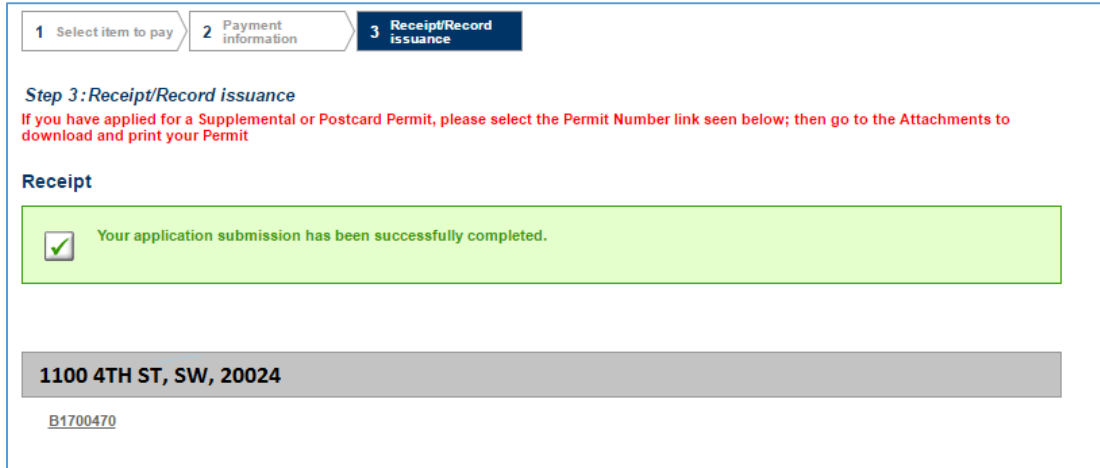 1 Select item to pay 2 Payment information 3 Receipt/Record issuance
Step 3:Receipt/Record issuance
If you have applied for a Supplemental or Postcard Permit, please select the Permit Number link seen below; then go to the Attachments to
download and print your Permit
Receipt
Your application submission has been successfully completed.
1100 4TH ST, SW, 20024
B1700470